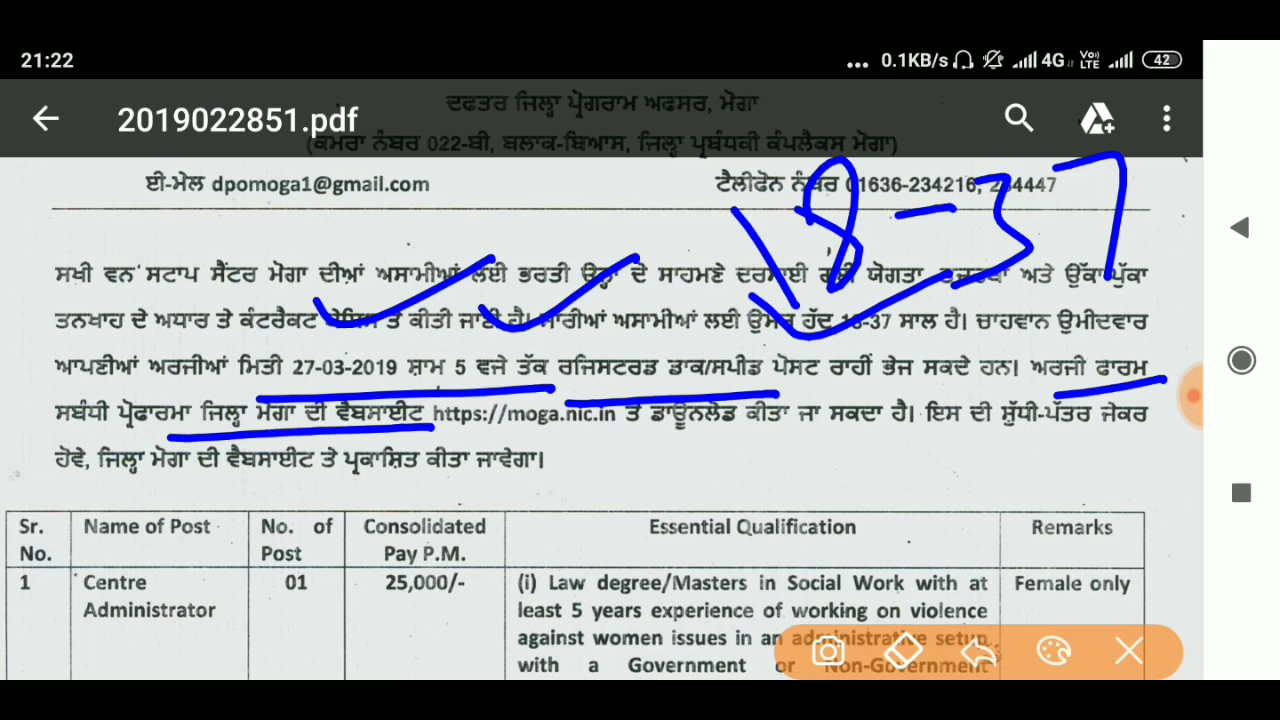 21:22
... 0.1KB/s 4G Vo) LTE 42
ਦਫਤਰ ਜਿਲ੍ਹਾ ਪ੍ਰੋਗਰਾਮ ਅਫਸਰ, ਮੋਗਾ
2019022851.pdf
(ਕਮਰਾ ਨੰਬਰ 022-ਬੀ, ਬਲਾਕ-ਬਿਆਸ, ਜਿਲ੍ਹਾ ਪ੍ਰਬੰਧਕੀ ਕੰਪਲੈਕਸ ਮੋਗਾ)
ਈ-ਮੇਲ dpomoga1@gmail.com ਟੈਲੀਫੋਨ ਨੰਬਰ 01636-234216, 234447
18-37
ਸਖੀ ਵਨ ਸਟਾਪ ਸੈਂਟਰ ਮੋਗਾ ਦੀਆਂ ਅਸਾਮੀਆਂ ਲਈ ਭਰਤੀ ਉਨ੍ਹਾਂ ਦੇ ਸਾਹਮਣੇ ਦਰਸਾਈ ਗਈ ਯੋਗਤਾ ਅਤੇ ਉੱਕਾ ਪੁੱਕਾ
ਤਨਖਾਹ ਦੇ ਅਧਾਰ ਤੇ ਕੰਟਰੈਕਟ ਬੇਸਿਸ ਤੇ ਕੀਤੀ ਜਾਣੀ ਹੈ। ਸਾਰੀਆਂ ਅਸਾਮੀਆਂ ਲਈ ਉਮਰ ਹੱਦ 18-37 ਸਾਲ ਹੈ। ਚਾਹਵਾਨ ਉਮੀਦਵਾਰ
ਆਪਣੀਆਂ ਅਰਜੀਆਂ ਮਿਤੀ 27-03-2019 ਸ਼ਾਮ 5 ਵਜੇ ਤੱਕ ਰਜਿਸਟਰਡ ਡਾਕ/ਸਪੀਡ ਪੋਸਟ ਰਾਹੀਂ ਭੇਜ ਸਕਦੇ ਹਨ। ਅਰਜੀ ਫਾਰਮ
ਸਬੰਧੀ ਪ੍ਰੋਫਾਰਮਾ ਜਿਲ੍ਹਾ ਮੋਗਾ ਦੀ ਵੈਬਸਾਈਟ https://moga.nic.in ਤੋਂ ਡਾਊਨਲੋਡ ਕੀਤਾ ਜਾ ਸਕਦਾ ਹੈ। ਇਸ ਦੀ ਸ਼ੁੱਧੀ-ਪੱਤਰ ਜੇਕਰ
ਹੋਵੇ, ਜਿਲ੍ਹਾ ਮੋਗਾ ਦੀ ਵੈਬਸਾਈਟ ਤੇ ਪ੍ਰਕਾਸ਼ਿਤ ਕੀਤਾ ਜਾਵੇਗਾ।
Sr. No. Name of Post No. of Post Consolidated Pay P.M. Essential Qualification Remarks
1 Centre Administrator 01 25,000/- (i) Law degree/Masters in Social Work with at Female only
least 5 years experience of working on violence
against women issues in an administrative setup
with a Government or Non-Government